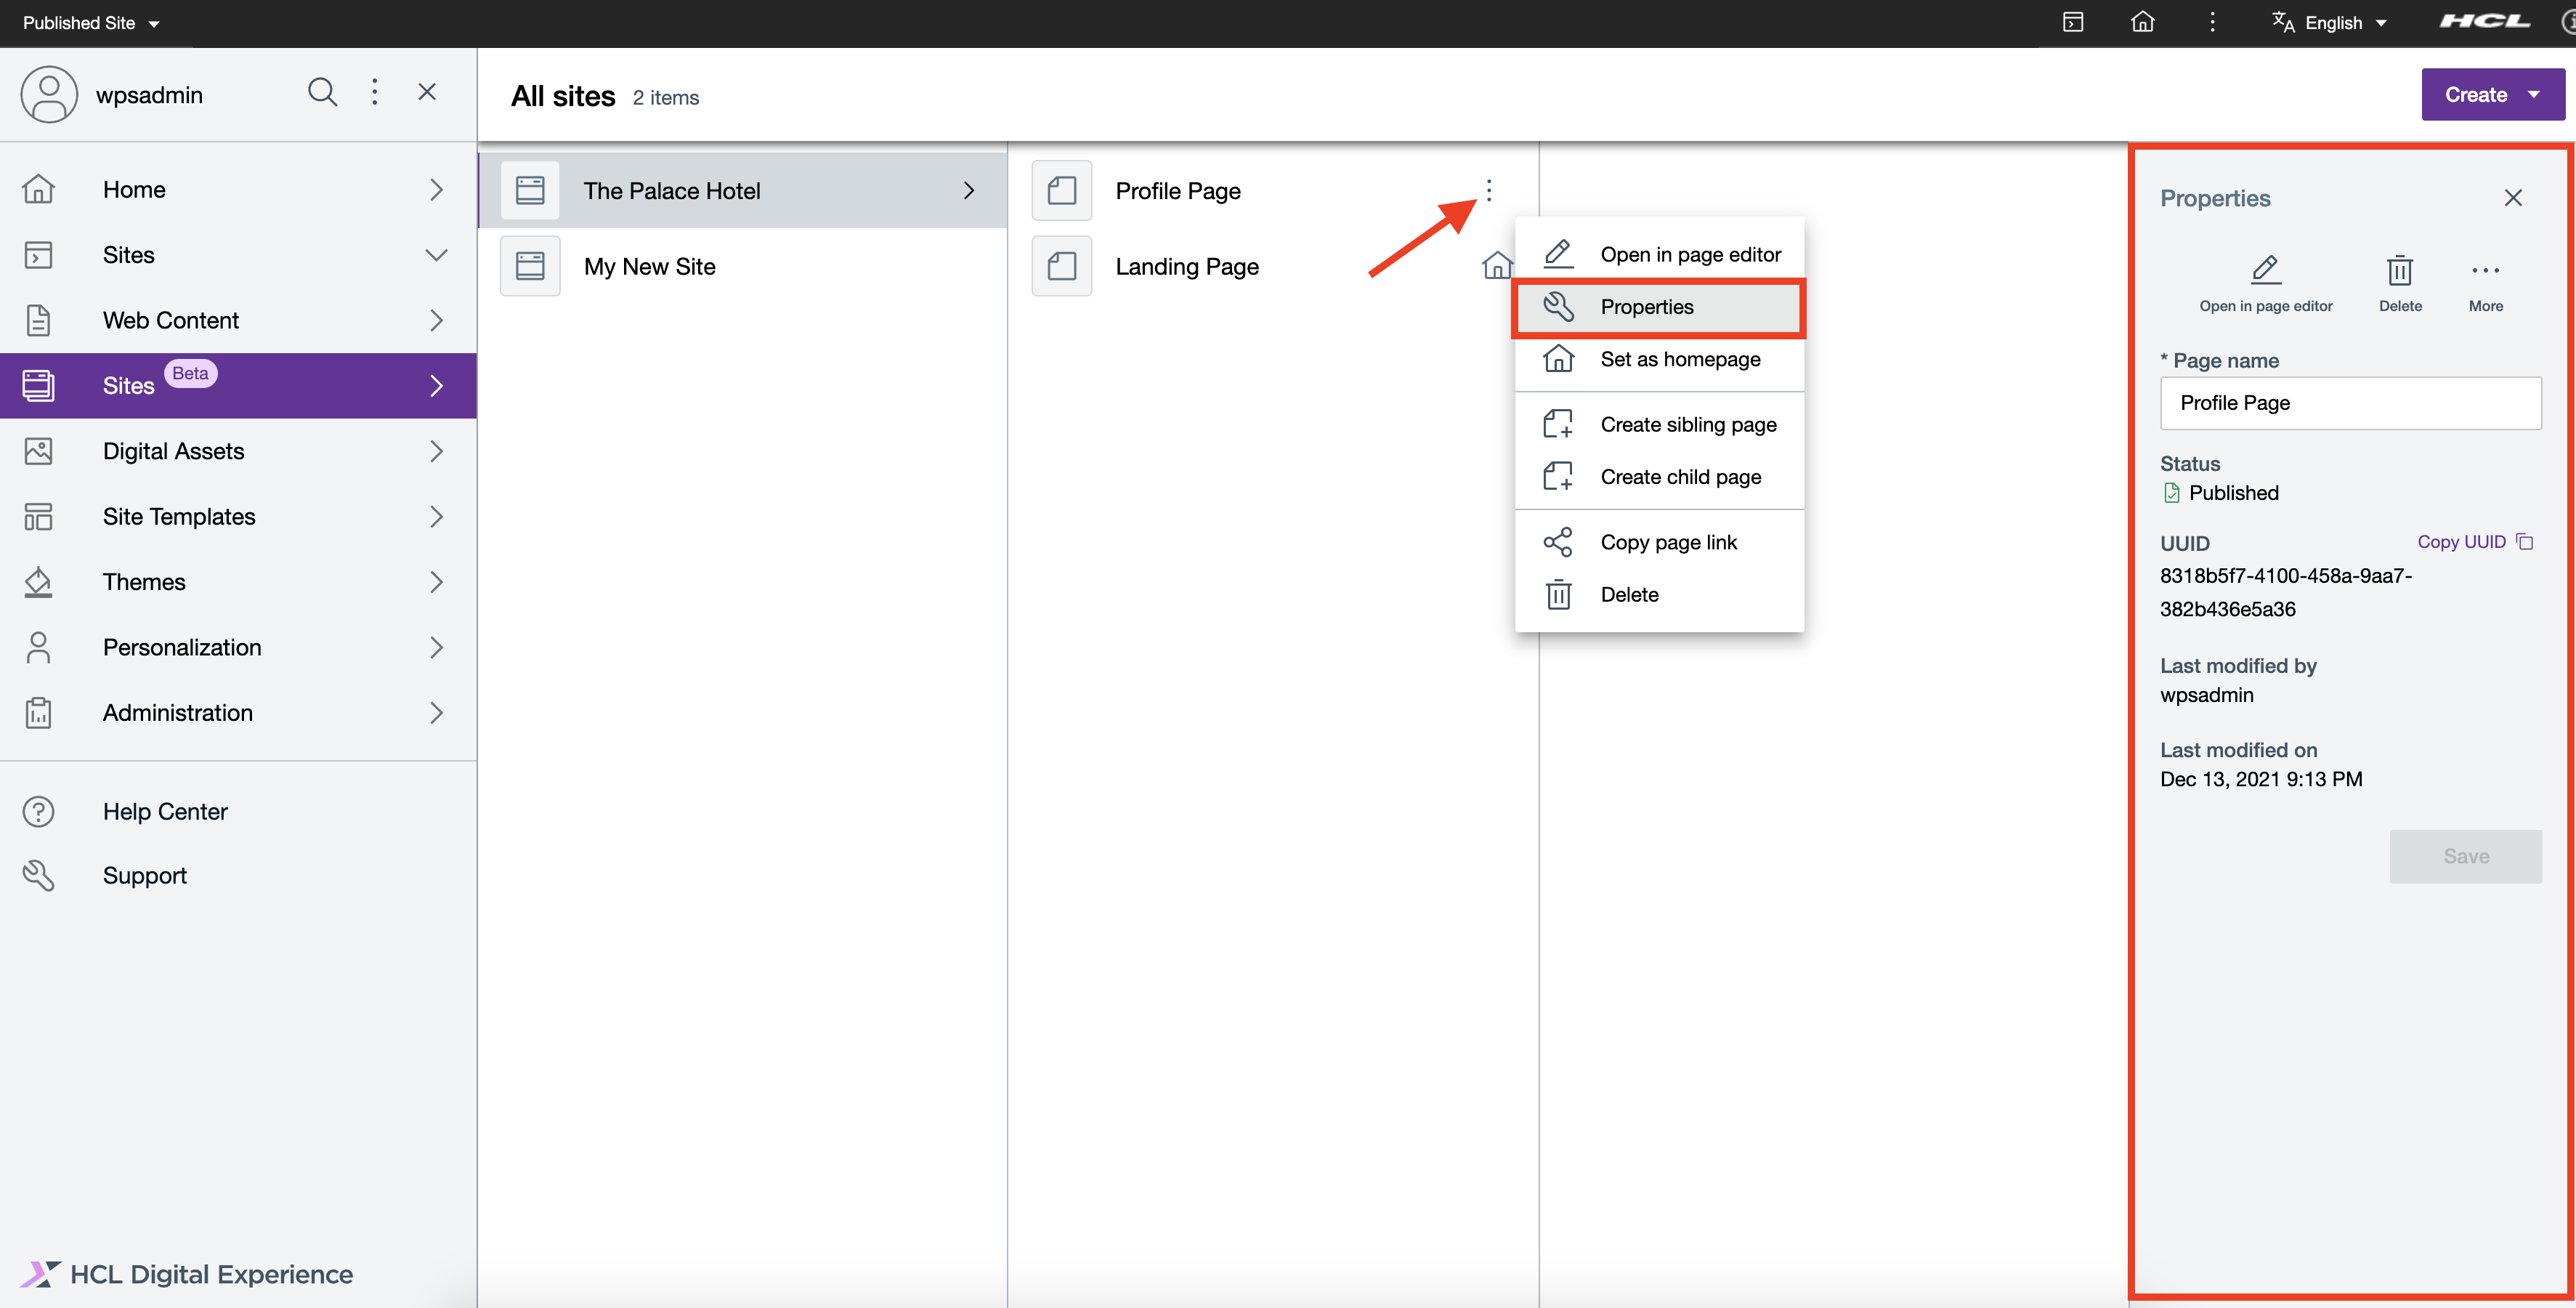 Published Site
English
HCL
wpsadmin
All sites 2 items
Create
Home
Sites
Web Content
Sites Beta
Digital Assets
Site Templates
Themes
Personalization
Administration
Help Center
Support
HCL Digital Experience
The Palace Hotel
My New Site
Profile Page
Landing Page
Open in page editor
Properties
Set as homepage
Create sibling page
Create child page
Copy page link
Delete
Properties
Open in page editor
Delete
More
* Page name
Profile Page
Status
Published
UUID
Copy UUID
8318b5f7-4100-458a-9aa7-
382b436e5a36
Last modified by
wpsadmin
Last modified on
Dec 13, 2021 9:13 PM
Save